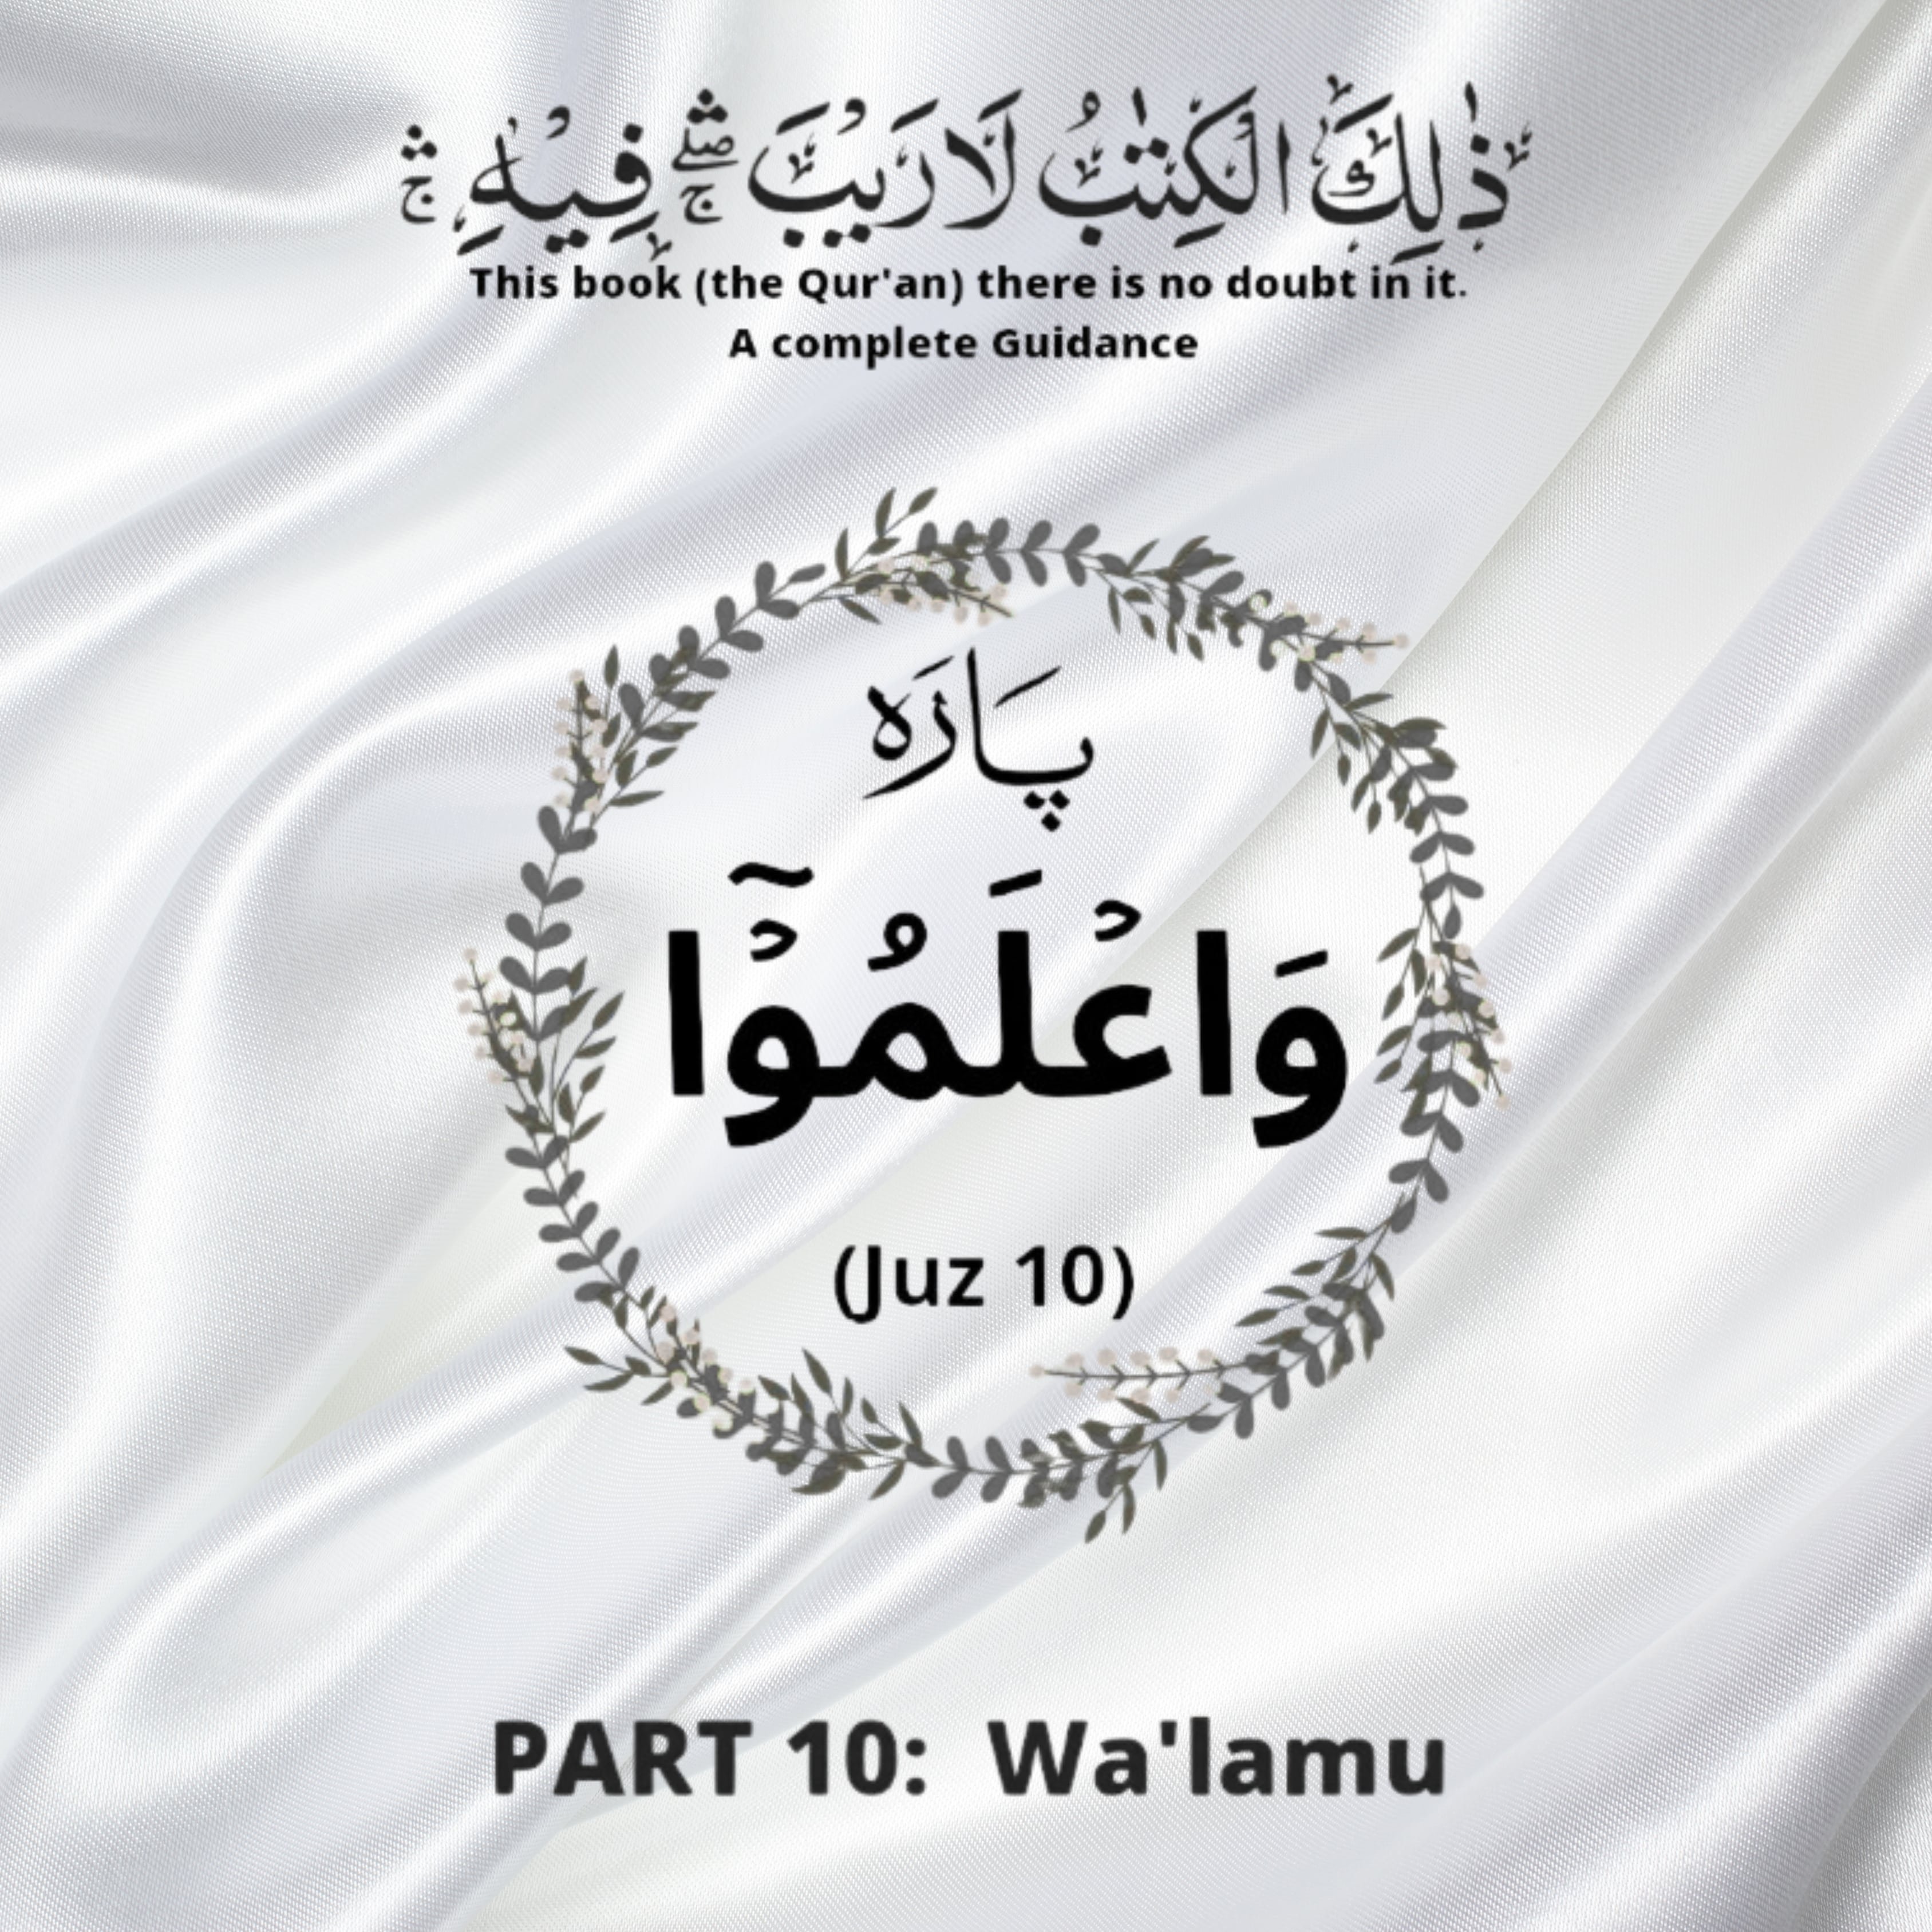 ذٰلِكَ الْكِتٰبُ لَا رَيْبَ ۛۚ فِيْهِ ۛۚ
This book (the Qur'an) there is no doubt in it.
A complete Guidance
پَارَہ
وَاعْلَمُوْٓا
(Juz 10)
PART 10: Wa'lamu